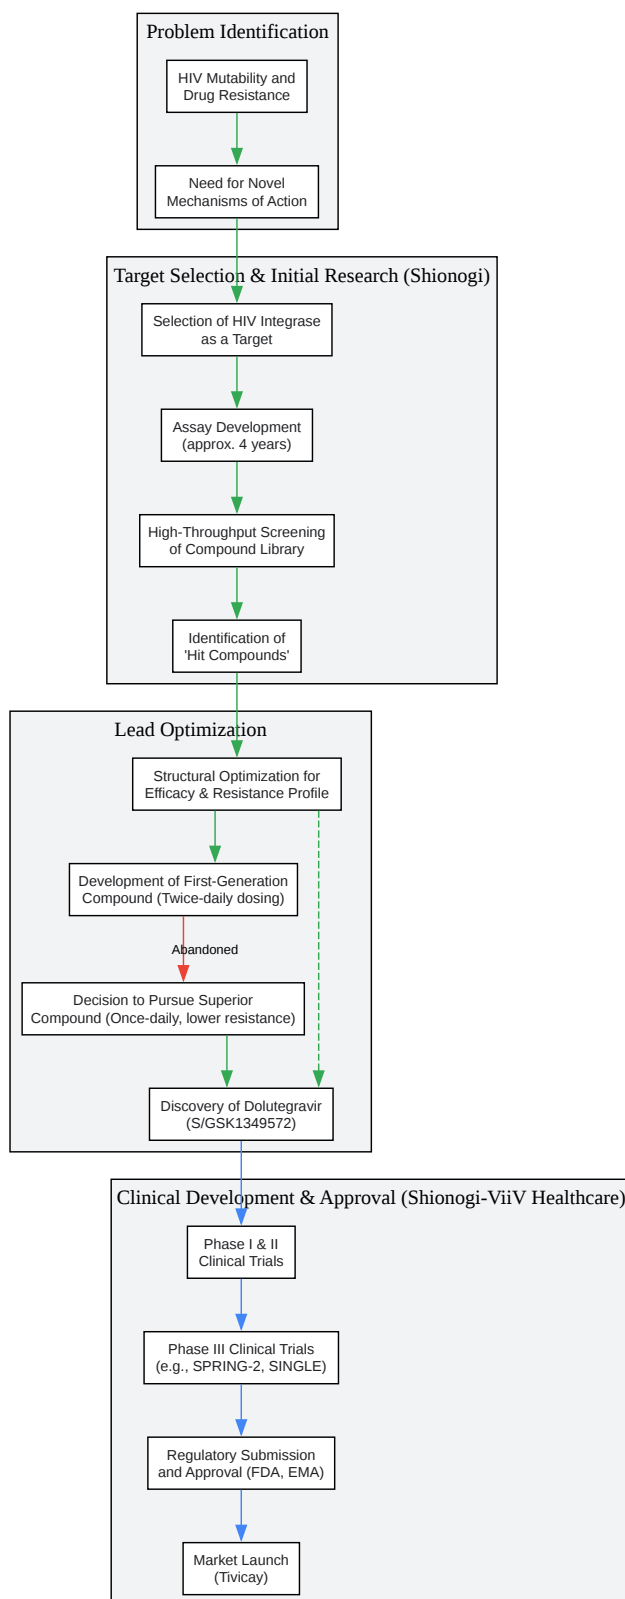 Problem Identification
HIV Mutability and
Drug Resistance
Need for Novel
Mechanisms of Action
Target Selection & Initial Research (Shionogi)
Selection of HIV Integrase
as a Target
Assay Development
(approx. 4 years)
High-Throughput Screening
of Compound Library
Identification of
'Hit Compounds'
Lead Optimization
Structural Optimization for
Efficacy & Resistance Profile
Development of First-Generation
Compound (Twice-daily dosing)
Abandoned
Decision to Pursue Superior
Compound (Once-daily, lower resistance)
Discovery of Dolutegravir
(S/GSK1349572)
Clinical Development & Approval (Shionogi-ViiV Healthcare)
Phase I & II
Clinical Trials
Phase III Clinical Trials
(e.g., SPRING-2, SINGLE)
Regulatory Submission
and Approval (FDA, EMA)
Market Launch
(Tivicay)